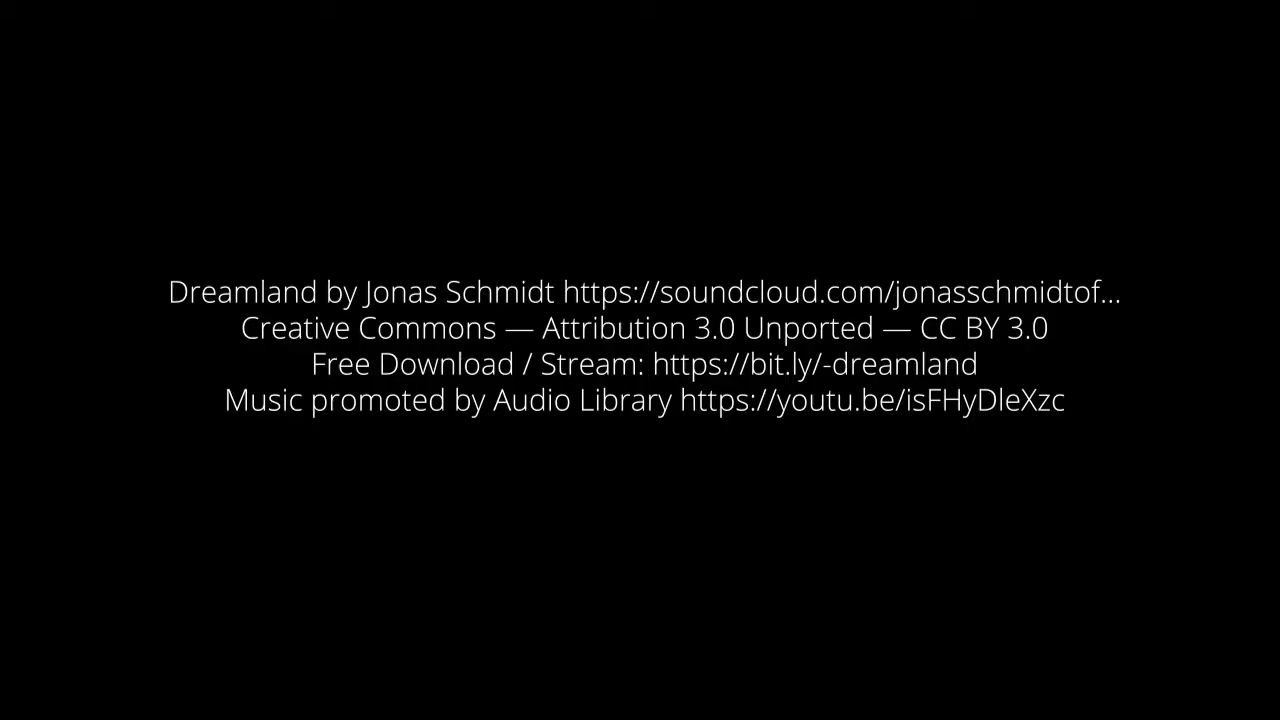 Dreamland by Jonas Schmidt https://soundcloud.com/jonasschmidtof...
Creative Commons — Attribution 3.0 Unported — CC BY 3.0
Free Download / Stream: https://bit.ly/-dreamland
Music promoted by Audio Library https://youtu.be/isFHyDleXzc